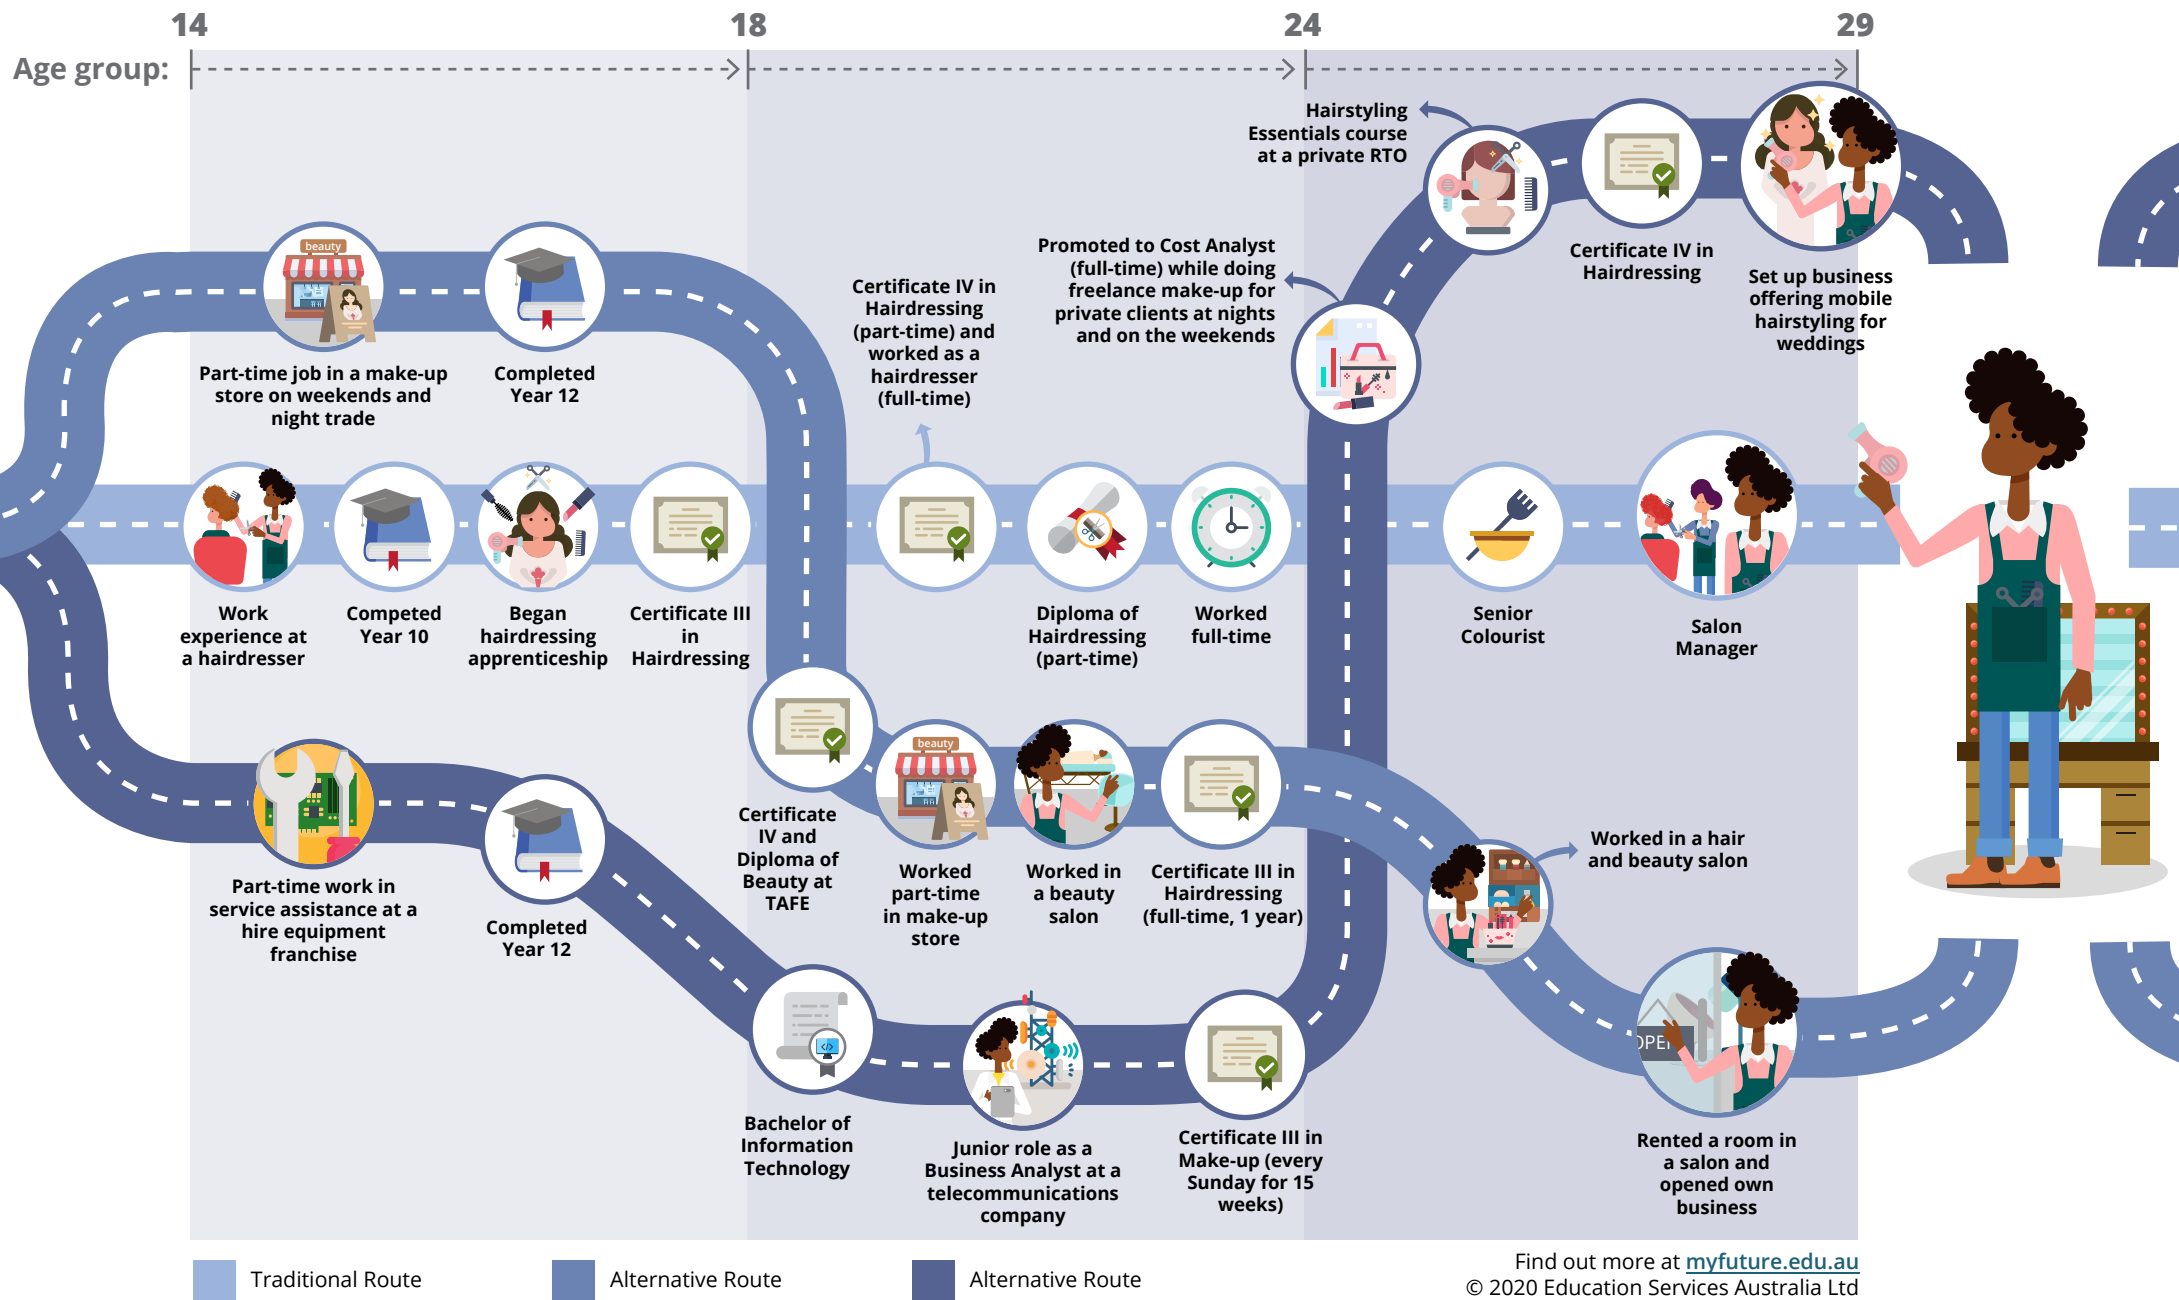 14
18
24
29
Age group:
Hairstyling
Essentials course
at a private RTO
Certificate IV in
Hairdressing
Set up business
offering mobile
hairstyling for
weddings
Promoted to Cost Analyst
(full-time) while doing
freelance make-up for
private clients at nights
and on the weekends
beauty
Part-time job in a make-up
store on weekends and
night trade
Completed
Year 12
Certificate IV in
Hairdressing
(part-time) and
worked as a
hairdresser
(full-time)
Work
experience at
a hairdresser
Competed
Year 10
Began
hairdressing
apprenticeship
Certificate III
in
Hairdressing
Diploma of
Hairdressing
(part-time)
Worked
full-time
Senior
Colourist
Salon
Manager
Certificate
IV and
Diploma of
Beauty at
TAFE
beauty
Worked
part-time
in make-up
store
Worked in
a beauty
salon
Certificate III in
Hairdressing
(full-time, 1 year)
Worked in a hair
and beauty salon
OPE
Rented a room in
a salon and
opened own
business
Part-time work in
service assistance at a
hire equipment
franchise
Completed
Year 12
</>
Bachelor of
Information
Technology
Junior role as a
Business Analyst at a
telecommunications
company
Certificate III in
Make-up (every
Sunday for 15
weeks)
Traditional Route
Alternative Route
Alternative Route
Find out more at myfuture.edu.au
© 2020 Education Services Australia Ltd